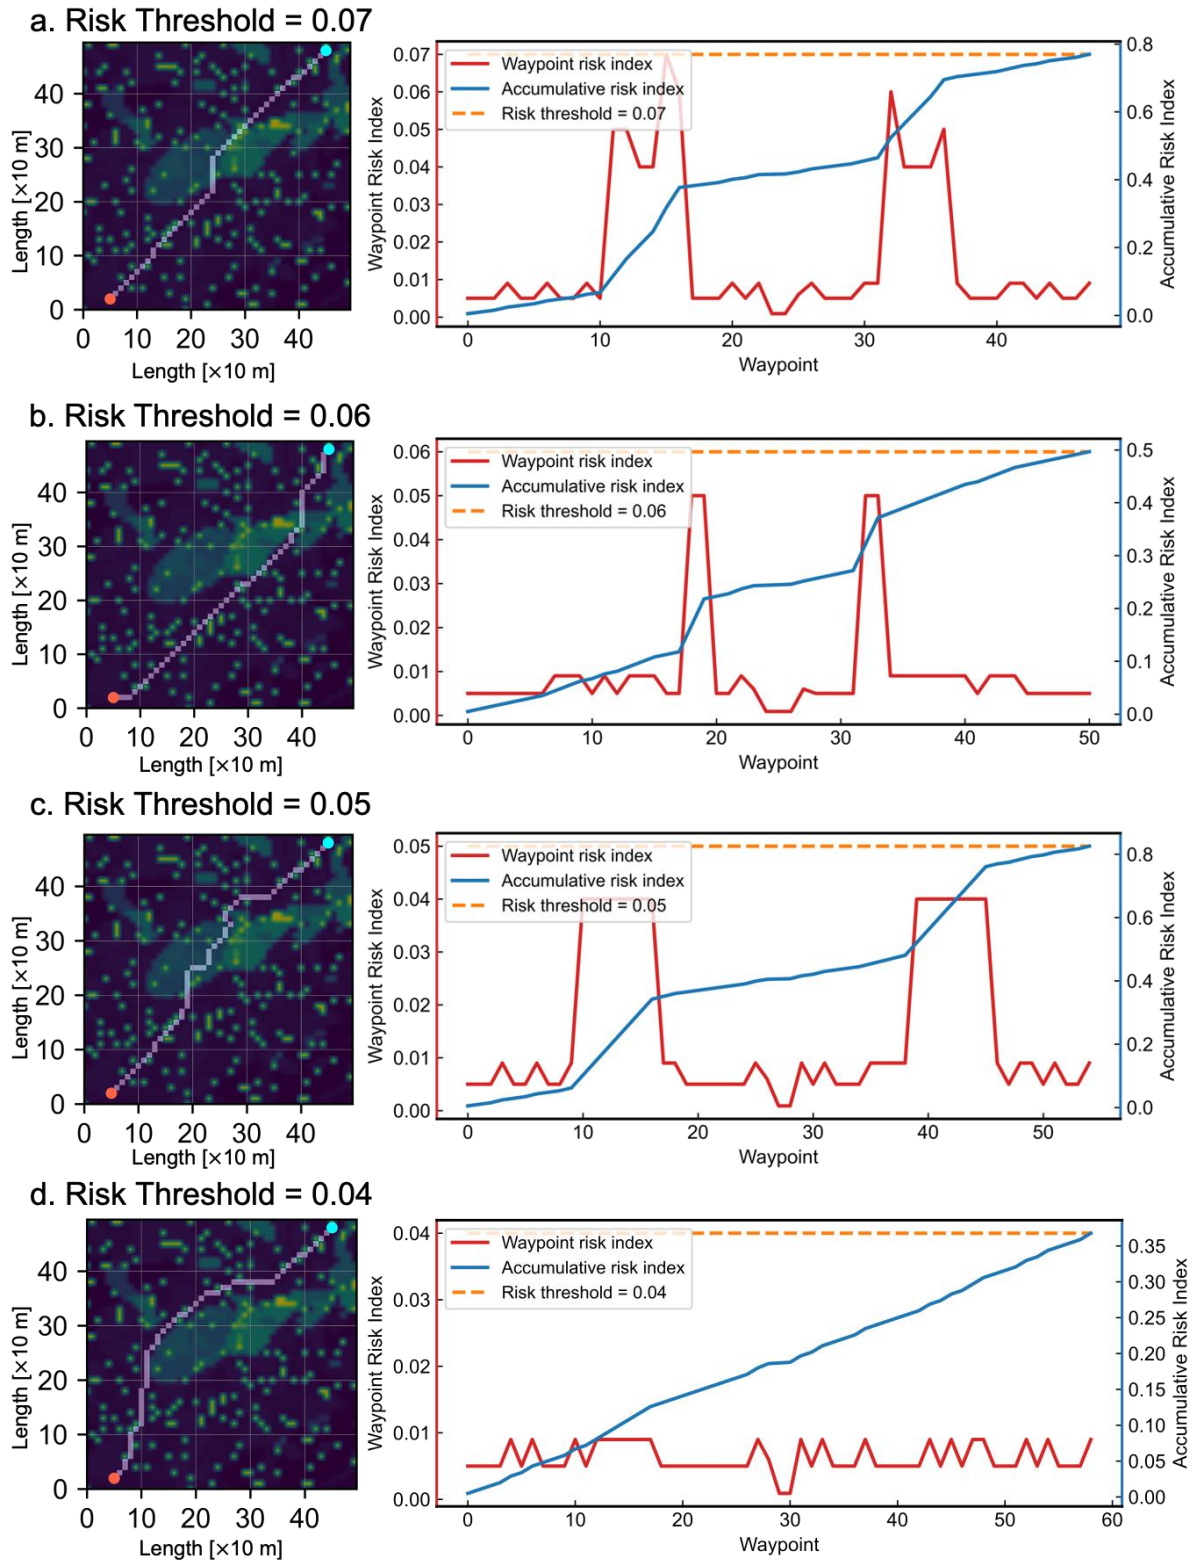 a. Risk Threshold = 0.07
Length [×10 m]
40
30
20
10
0
0 10 20 30 40
Length [×10 m]
Waypoint Risk Index
0.07
0.06
0.05
0.04
0.03
0.02
0.01
0.00
Waypoint risk index
Accumulative risk index
Risk threshold = 0.07
0 10 20 30 40
Waypoint
0.8
0.6
0.4
0.2
0.0
Accumulative Risk Index
b. Risk Threshold = 0.06
Length [×10 m]
40
30
20
10
0
0 10 20 30 40
Length [×10 m]
Waypoint Risk Index
0.06
0.05
0.04
0.03
0.02
0.01
0.00
Waypoint risk index
Accumulative risk index
Risk threshold = 0.06
0 10 20 30 40 50
Waypoint
0.5
0.4
0.3
0.2
0.1
0.0
Accumulative Risk Index
c. Risk Threshold = 0.05
Length [×10 m]
40
30
20
10
0
0 10 20 30 40
Length [×10 m]
Waypoint Risk Index
0.05
0.04
0.03
0.02
0.01
0.00
Waypoint risk index
Accumulative risk index
Risk threshold = 0.05
0 10 20 30 40 50
Waypoint
0.8
0.6
0.4
0.2
0.0
Accumulative Risk Index
d. Risk Threshold = 0.04
Length [×10 m]
40
30
20
10
0
0 10 20 30 40
Length [×10 m]
Waypoint Risk Index
0.04
0.03
0.02
0.01
0.00
Waypoint risk index
Accumulative risk index
Risk threshold = 0.04
0 10 20 30 40 50 60
Waypoint
0.35
0.30
0.25
0.20
0.15
0.10
0.05
0.00
Accumulative Risk Index